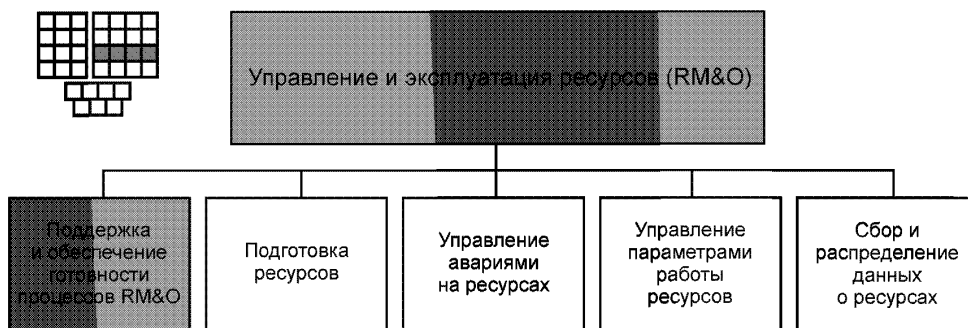 Управление и эксплуатация ресурсов (RM&O)
Поддержка
и обеспечение
готовности
процессов RM&O
Подготовка
ресурсов
Управление
авариями
на ресурсах
Управление
параметрами
работы
ресурсов
Сбор и
распределение
данных
о ресурсах